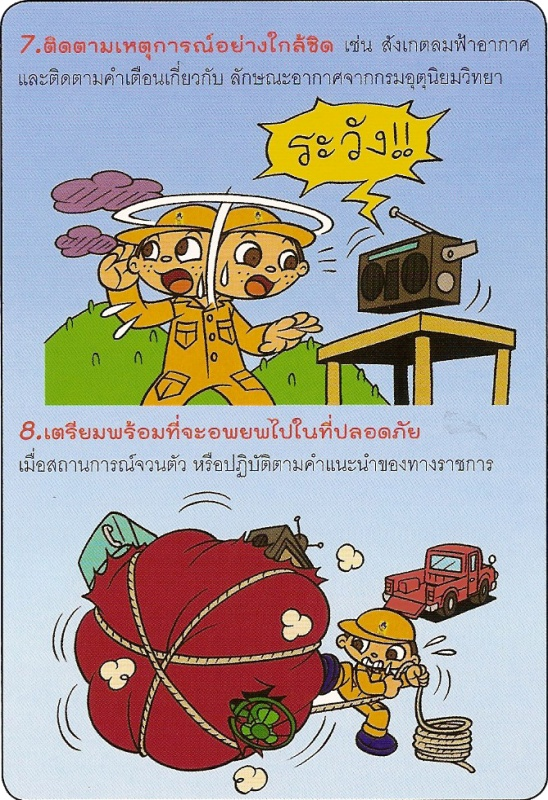 7.ติดตามเหตุการณ์อย่างใกล้ชิด เช่น สังเกตลมฟ้าอากาศ
และติดตามคำเตือนเกี่ยวกับ ลักษณะอากาศจากกรมอุตุนิยมวิทยา
ระวัง!!
8.เตรียมพร้อมที่จะอพยพไปในที่ปลอดภัย
เมื่อสถานการณ์จวนตัว หรือปฏิบัติตามคำแนะนำของทางราชการ